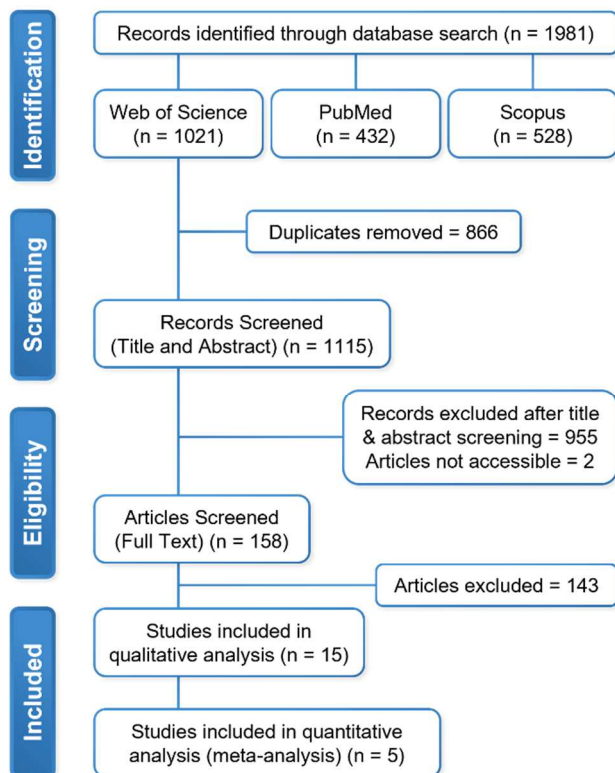 Identification
Records identified through database search (n = 1981)
Web of Science
(n = 1021)
PubMed
(n = 432)
Scopus
(n = 528)
Screening
Duplicates removed = 866
Records Screened
(Title and Abstract) (n = 1115)
Eligibility
Records excluded after title
& abstract screening = 955
Articles not accessible = 2
Articles Screened
(Full Text) (n = 158)
Articles excluded = 143
Included
Studies included in
qualitative analysis (n = 15)
Studies included in quantitative
analysis (meta-analysis) (n = 5)